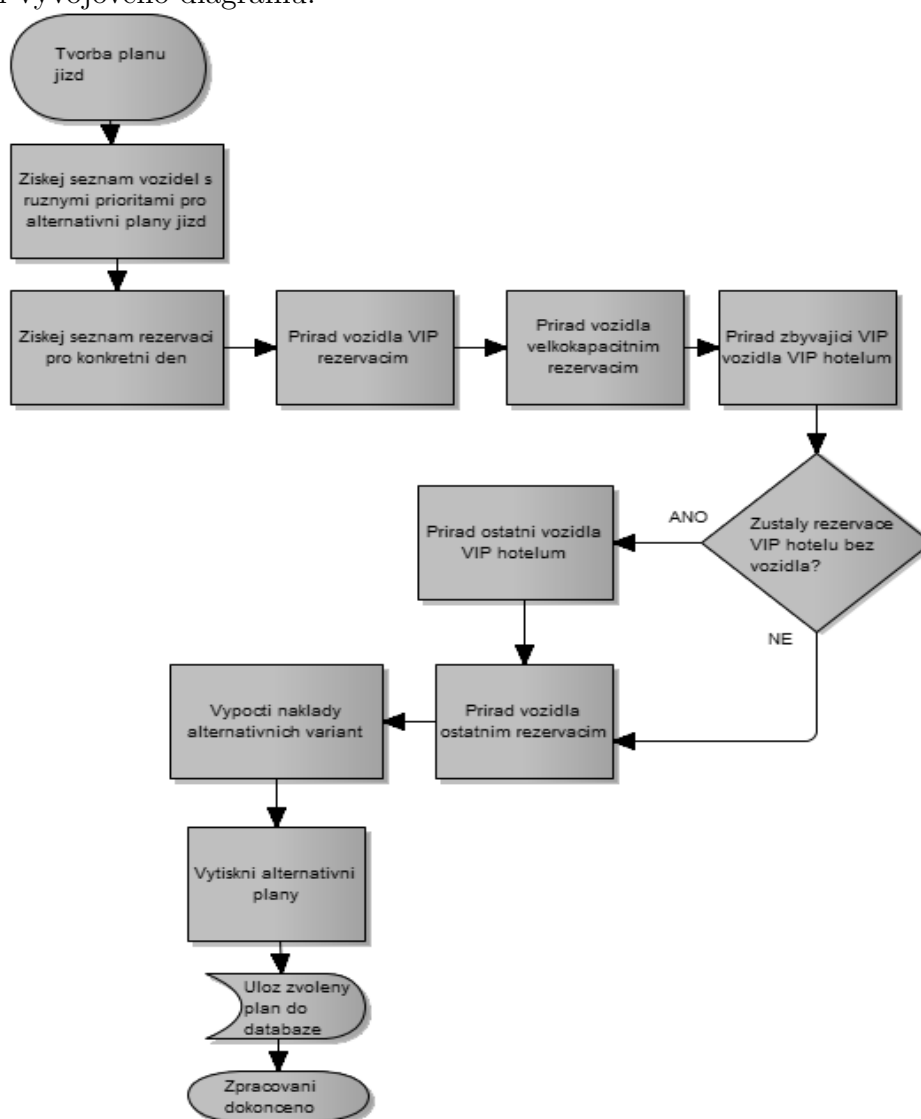 vývojového diagramu.
Tvorba planu
jizd
Ziskej seznam vozidel s
ruznymi prioritami pro
alternativni plany jizd
Ziskej seznam rezervaci
pro konkretni den
Prirad vozidla VIP
rezervacim
Prirad vozidla
velkokapacitnim
rezervacim
Prirad zbyvajici VIP
vozidla VIP hotelum
Zustaly rezervace
VIP hotelu bez
vozidla?
ANO
NE
Prirad ostatni vozidla
VIP hotelum
Prirad vozidla
ostatnim rezervacim
Vypocti naklady
alternativnich variant
Vytiskni alternativni
plany
Uloz zvoleny
plan do
databaze
Zpracovani
dokonceno